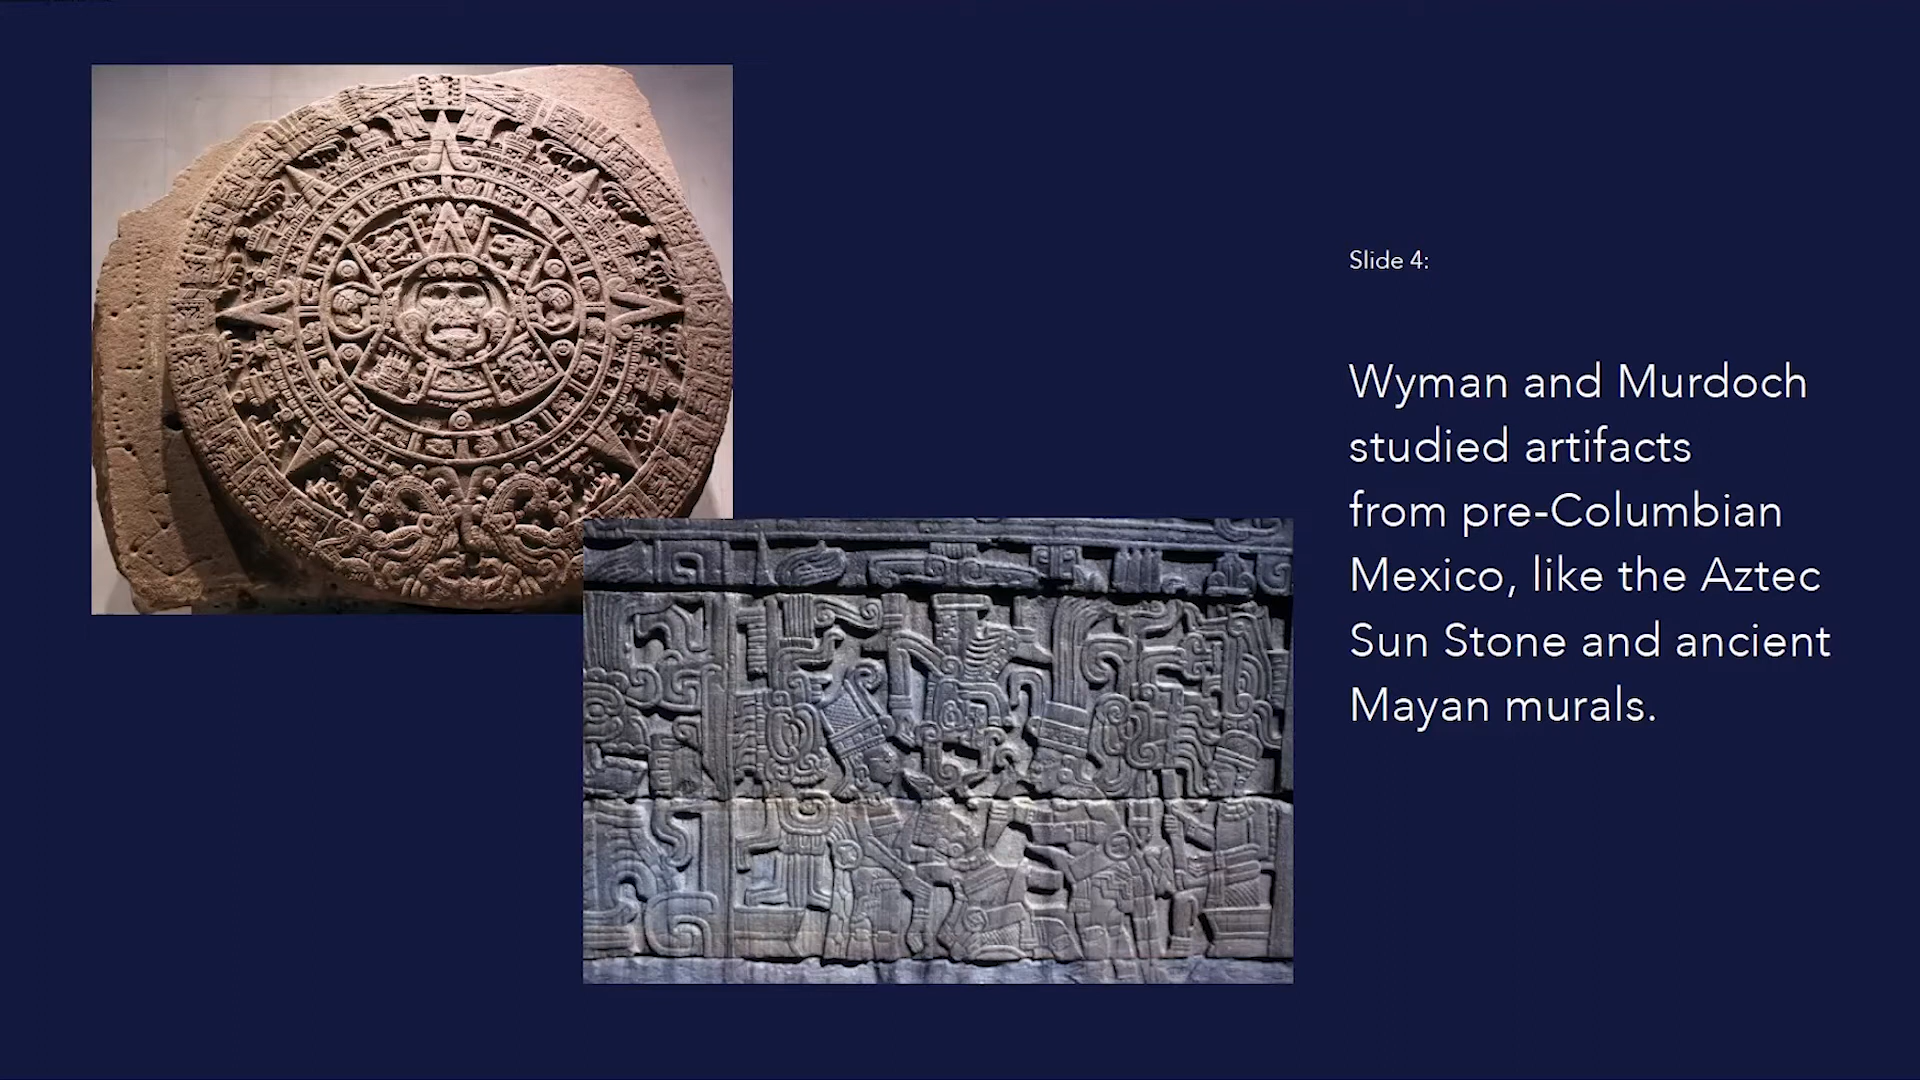 Slide 4:
Wyman and Murdoch
studied artifacts
from pre-Columbian
Mexico, like the Aztec
Sun Stone and ancient
Mayan murals.